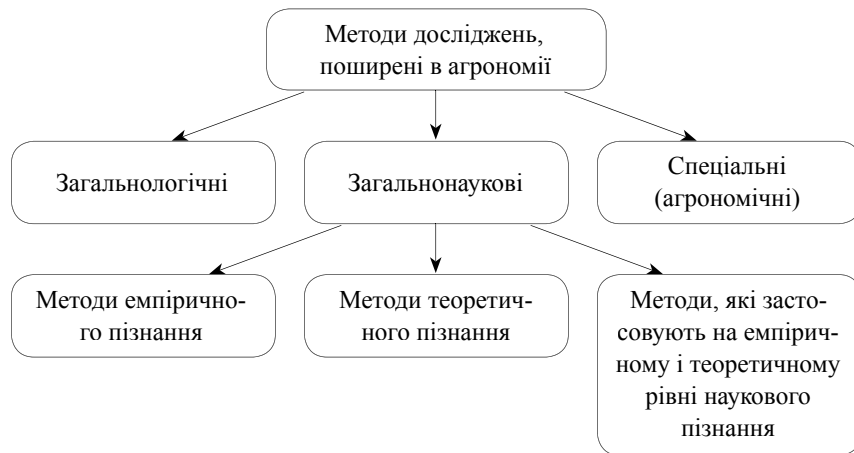 Методи досліджень,
поширені в агрономії
Загальнологічні
Загальнонаукові
Спеціальні
(агрономічні)
Методи емпірично-
го пізнання
Методи теоретич-
ного пізнання
Методи, які засто-
совують на емпірич-
ному і теоретичному
рівні наукового
пізнання